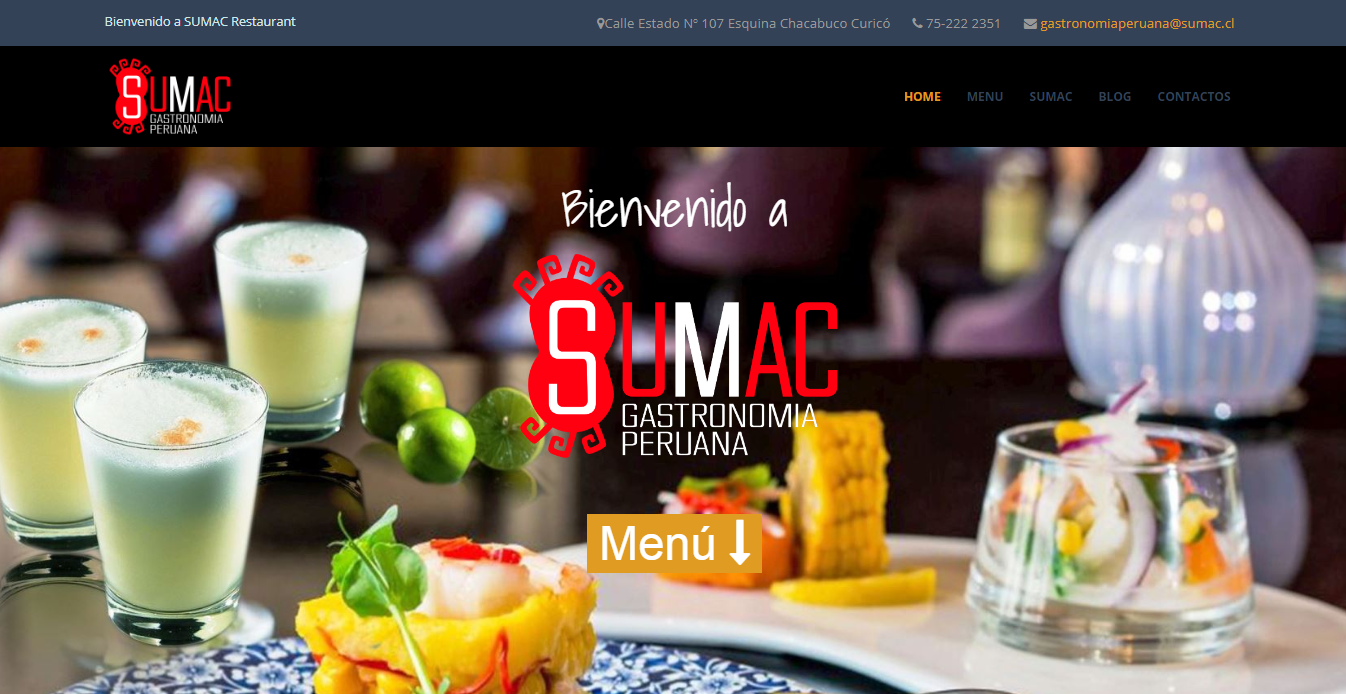 Bienvenido a SUMAC Restaurant
Calle Estado Nº 107 Esquina Chacabuco Curicó
75-222 2351
gastronomiaperuana@sumac.cl
SUMAC
GASTRONOMIA
PERUANA
HOME
MENU
SUMAC
BLOG
CONTACTOS
Bienvenido a
SUMAC
GASTRONOMIA
PERUANA
Menú